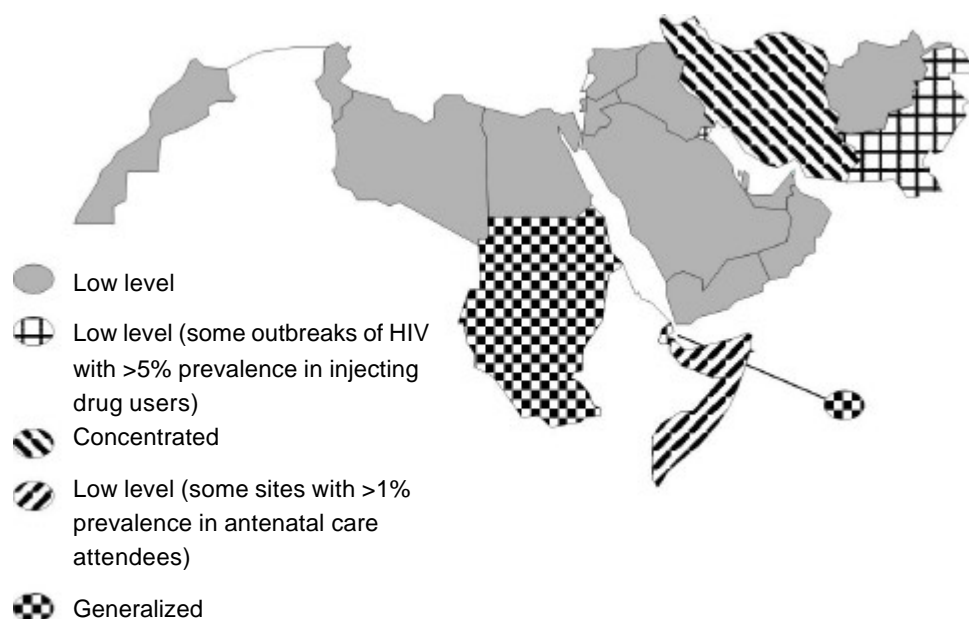 Low level
Low level (some outbreaks of HIV
with >5% prevalence in injecting
drug users)
Concentrated
Low level (some sites with >1%
prevalence in antenatal care
attendees)
Generalized